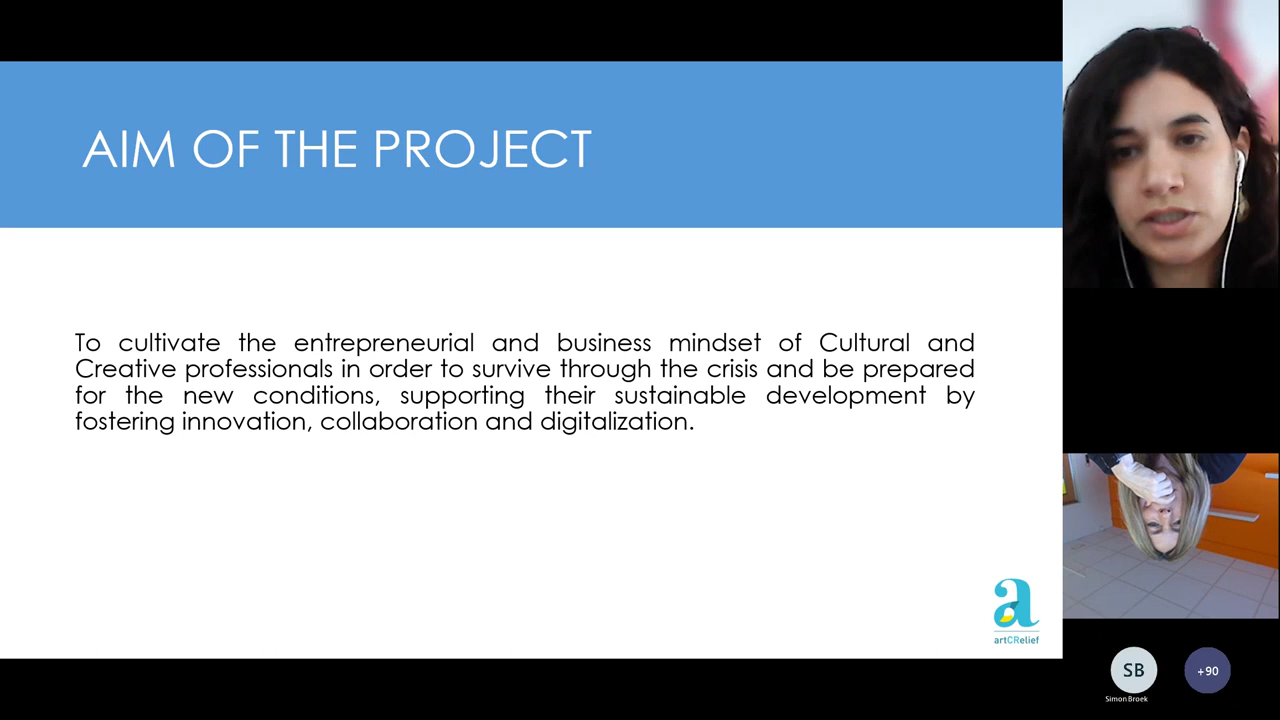 AIM OF THE PROJECT
To cultivate the entrepreneurial and business mindset of Cultural and
Creative professionals in order to survive through the crisis and be prepared
for the new conditions, supporting their sustainable development by
fostering innovation, collaboration and digitalization.
a
artCRelief
SB
+90
Simon Broek